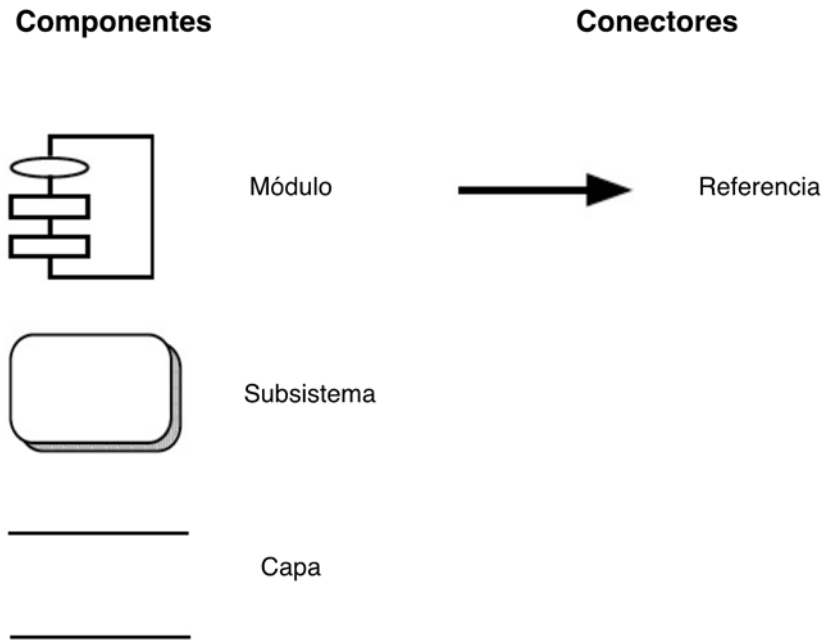 Componentes
Conectores
Módulo
Referencia
Subsistema
Capa